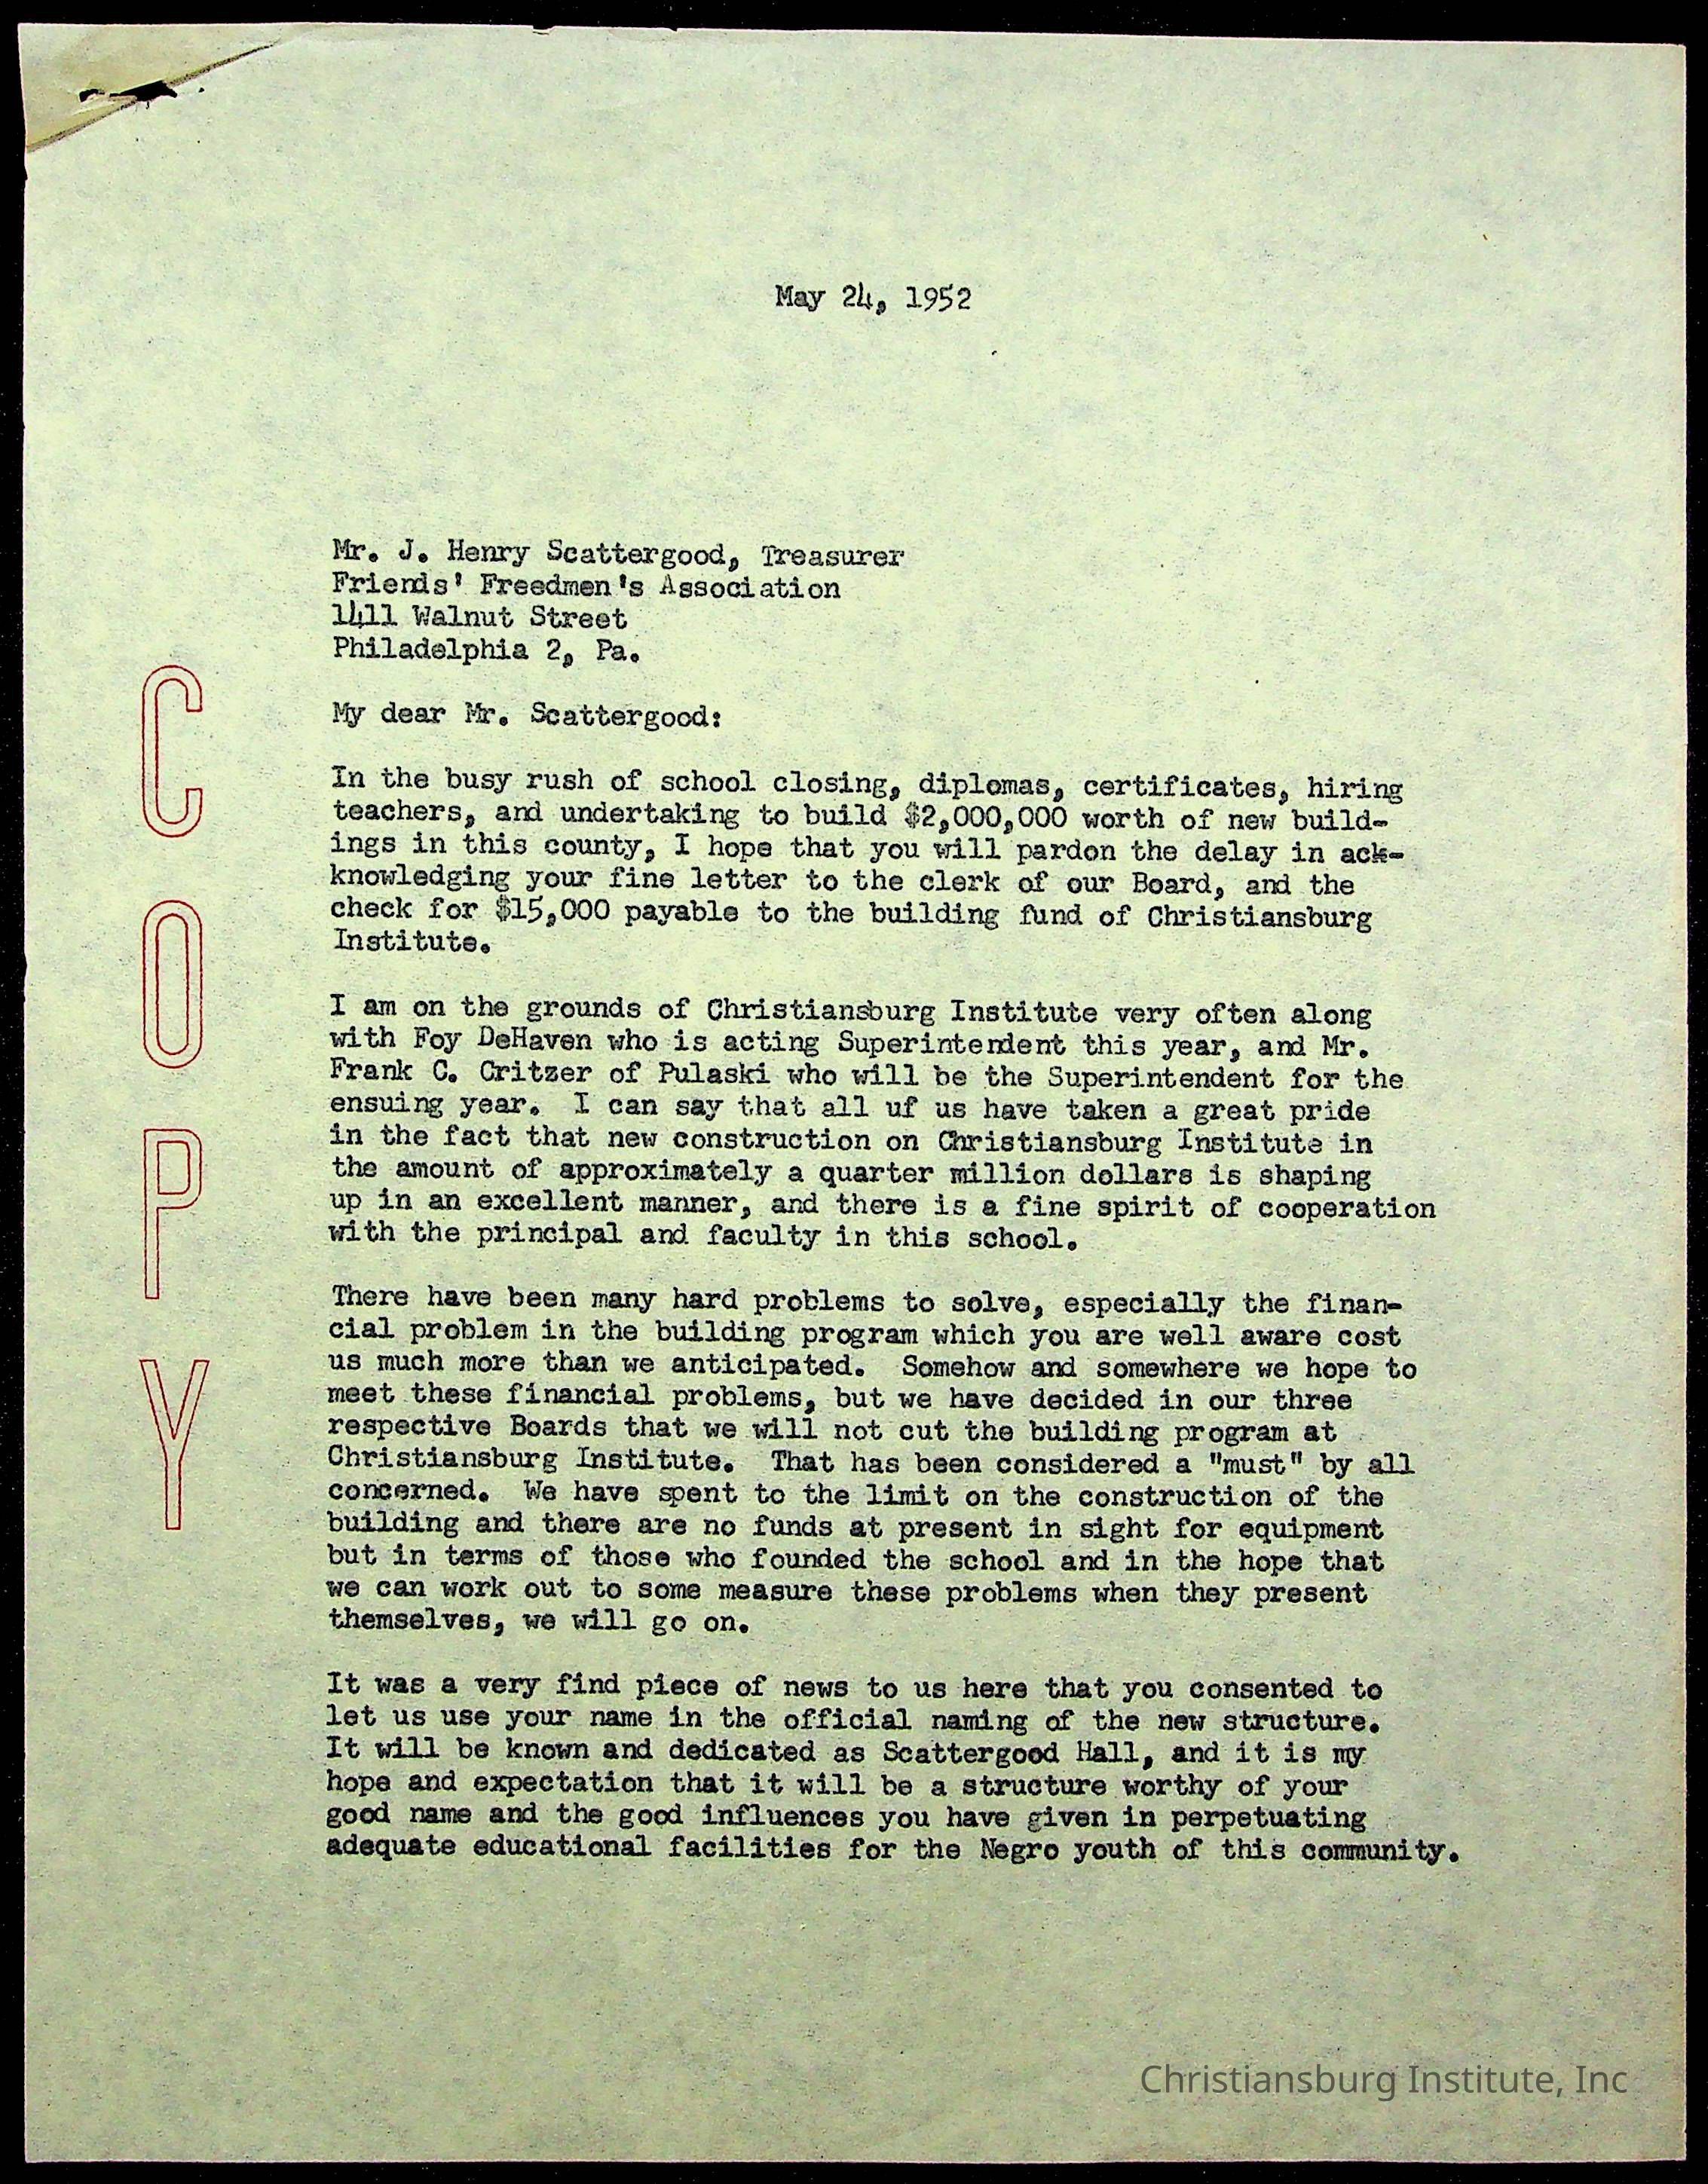 May 24, 1952
Mr. J. Henry Scattergood, Treasurer
Friends' Freedmen's Association
1411 Walnut Street
Philadelphia 2, Pa.
My dear Mr. Scattergood:
In the busy rush of school closing, diplomas, certificates, hiring
teachers, and undertaking to build $2,000,000 worth of new build-
ings in this county, I hope that you will pardon the delay in ack-
knowledging your fine letter to the clerk of our Board, and the
check for $15,000 payable to the building fund of Christiansburg
Institute.
I am on the grounds of Christiansburg Institute very often along
with Foy DeHaven who is acting Superintendent this year, and Mr.
Frank C. Critzer of Pulaski who will be the Superintendent for the
ensuing year. I can say that all uf us have taken a great pride
in the fact that new construction on Christiansburg Institute in
the amount of approximately a quarter million dollars is shaping
up in an excellent manner, and there is a fine spirit of cooperation
with the principal and faculty in this school.
There have been many hard problems to solve, especially the finan-
cial problem in the building program which you are well aware cost
us much more than we anticipated. Somehow and somewhere we hope to
meet these financial problems, but we have decided in our three
respective Boards that we will not cut the building program at
Christiansburg Institute. That has been considered a "must" by all
concerned. We have spent to the limit on the construction of the
building and there are no funds at present in sight for equipment
but in terms of those who founded the school and in the hope that
we can work out to some measure these problems when they present
themselves, we will go on.
It was a very find piece of news to us here that you consented to
let us use your name in the official naming of the new structure.
It will be known and dedicated as Scattergood Hall, and it is my
hope and expectation that it will be a structure worthy of your
good name and the good influences you have given in perpetuating
adequate educational facilities for the Negro youth of this community.
COPY
Christiansburg Institute, Inc